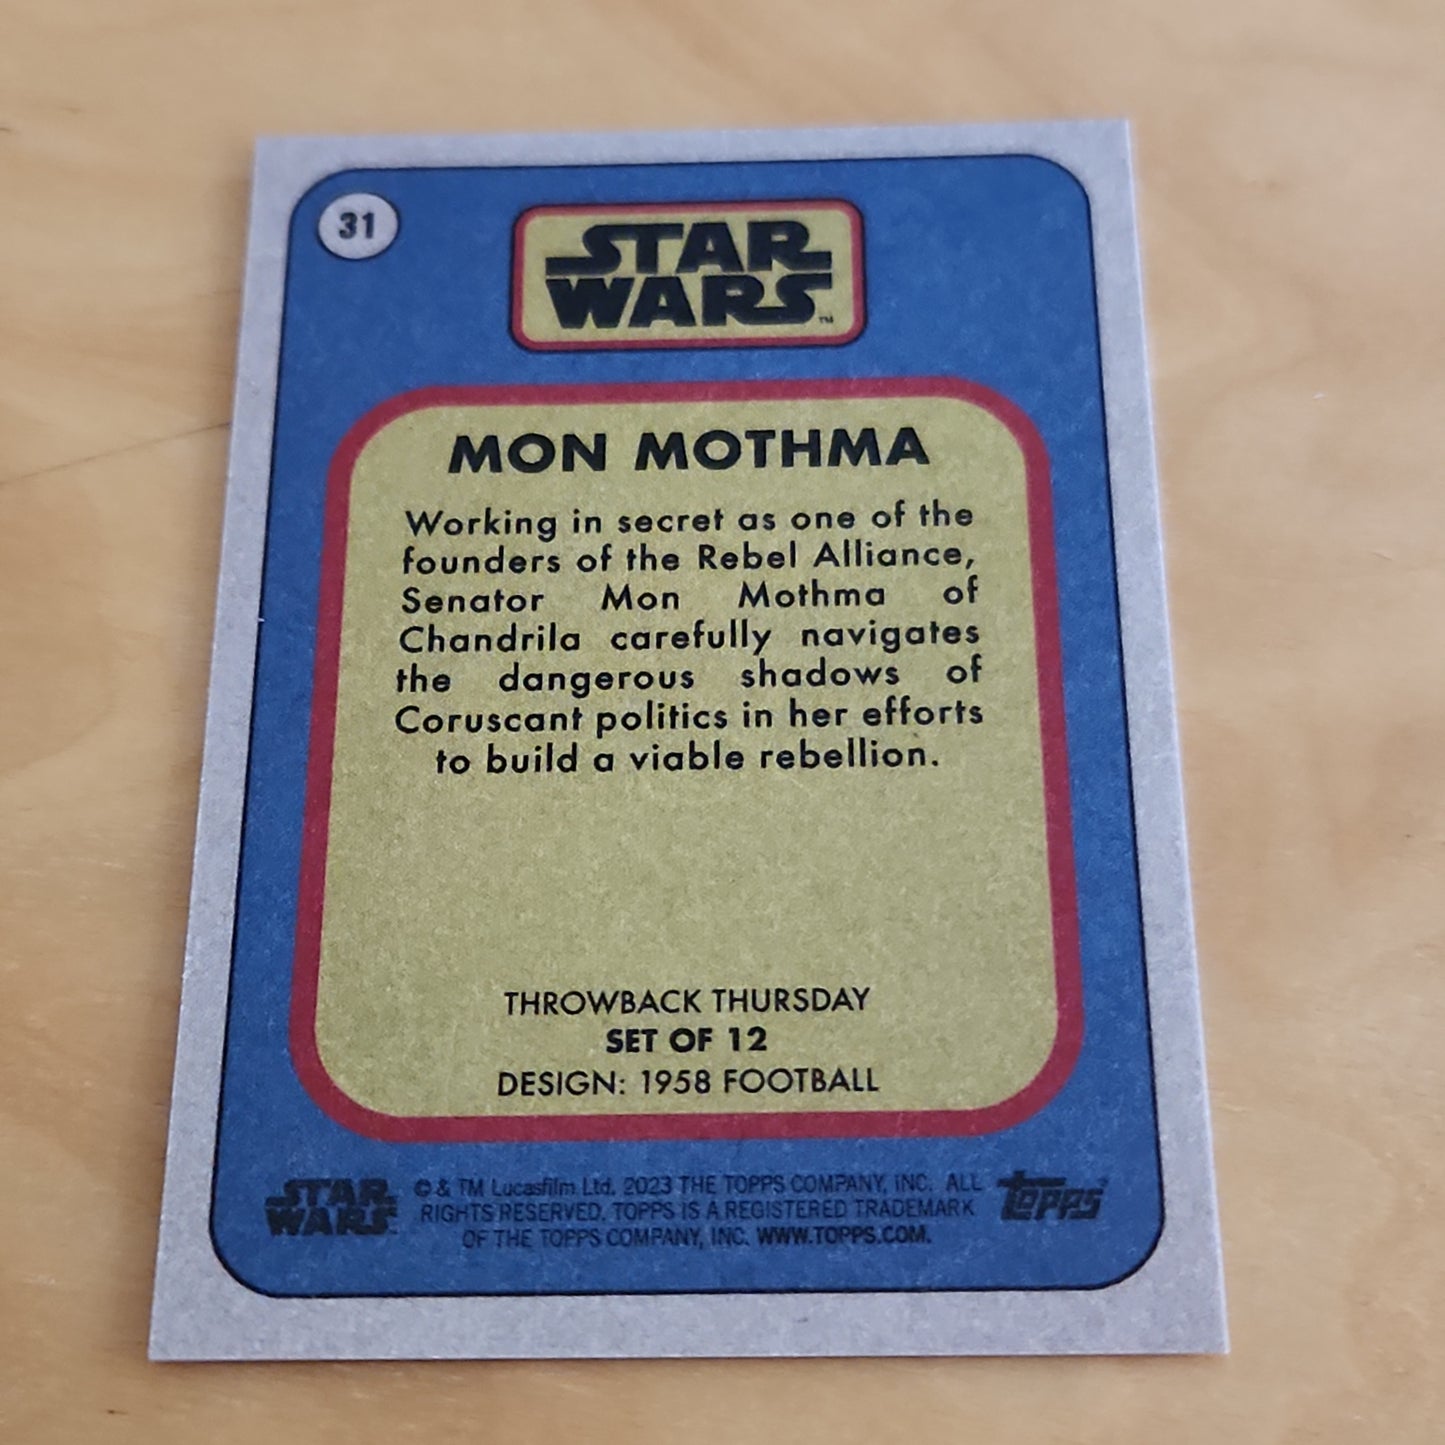 31
STAR
WARS™
MON MOTHMA
Working in secret as one of the
founders of the Rebel Alliance,
Senator Mon Mothma of
Chandrila carefully navigates
the dangerous shadows of
Coruscant politics in her efforts
to build a viable rebellion.
THROWBACK THURSDAY
SET OF 12
DESIGN: 1958 FOOTBALL
STAR
WARS
© & TM Lucasfilm Ltd. 2023 THE TOPPS COMPANY, INC. ALL
RIGHTS RESERVED. TOPPS IS A REGISTERED TRADEMARK
OF THE TOPPS COMPANY, INC. WWW.TOPPS.COM.
TOPPS®